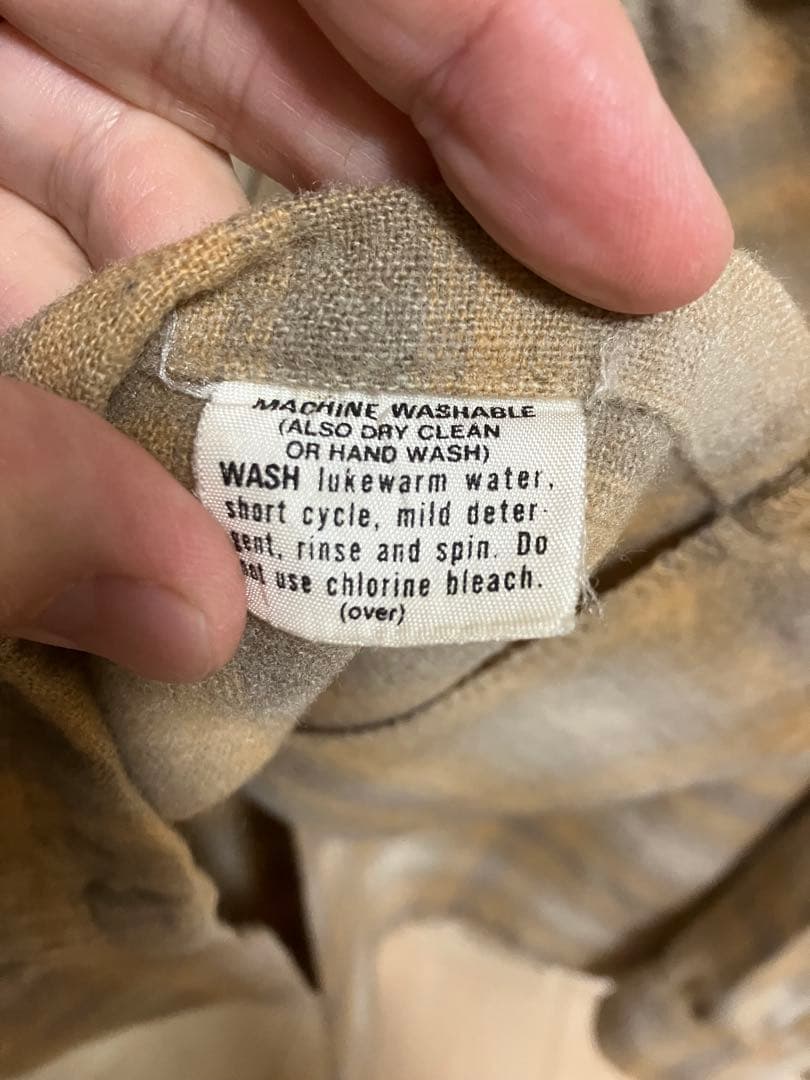 MACHINE WASHABLE
(ALSO DRY CLEAN
OR HAND WASH)
WASH lukewarm water,
short cycle, mild deter-
gent, rinse and spin. Do
not use chlorine bleach.
(over)